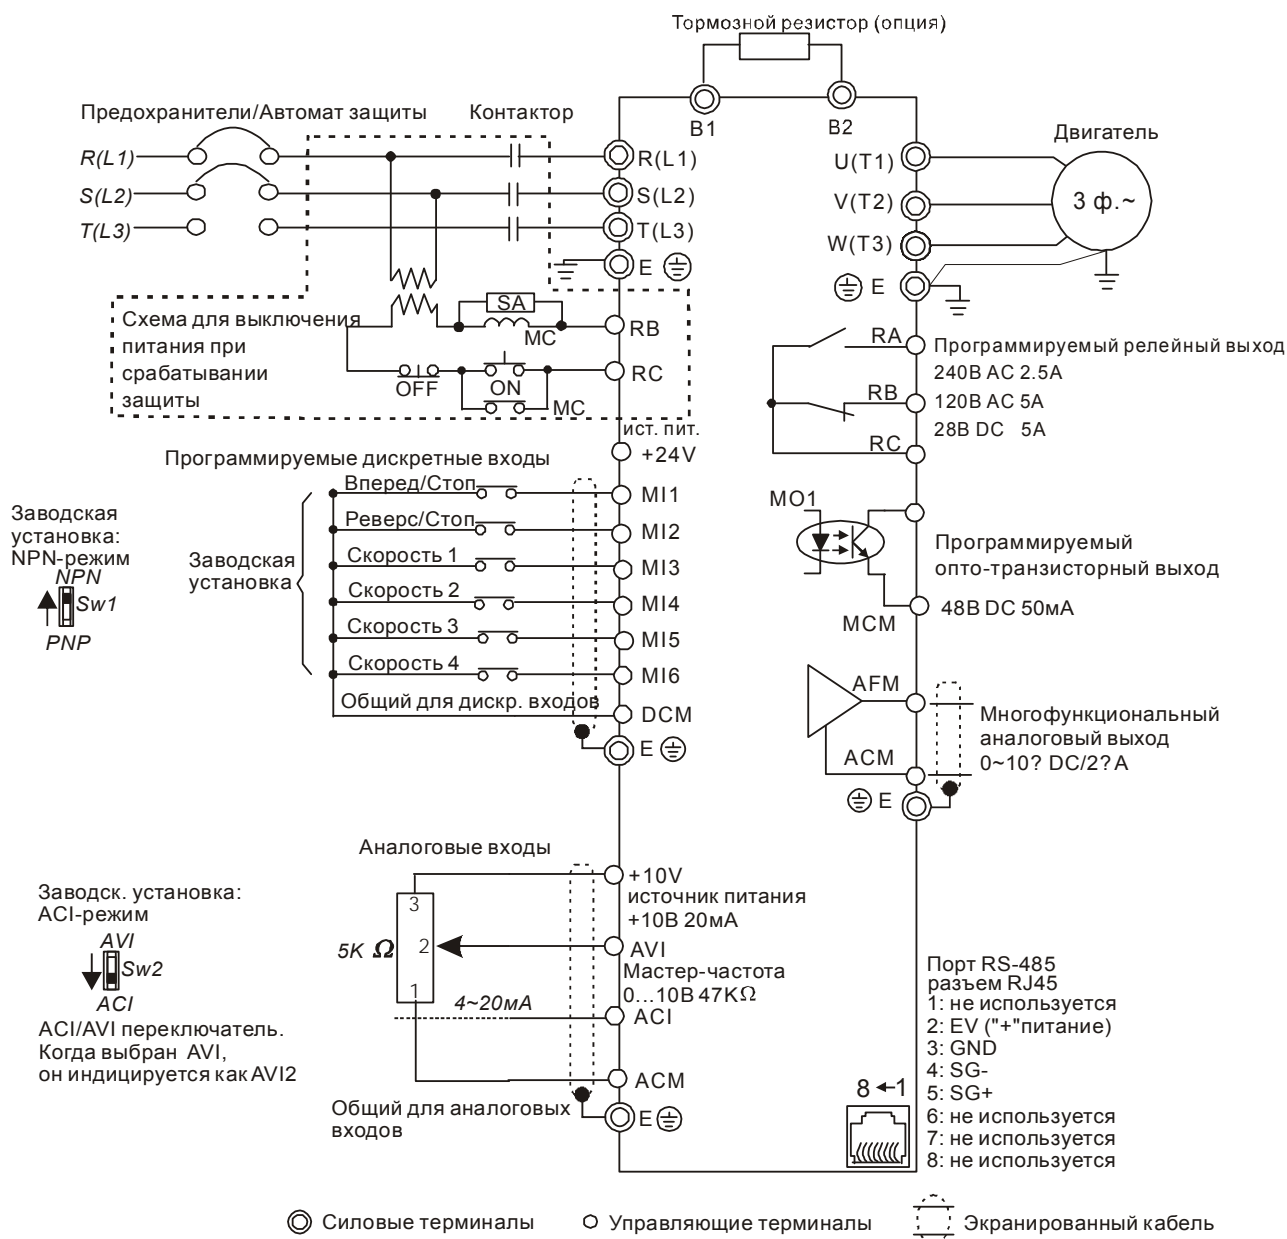 Тормозной резистор (опция)
B1
B2
Предохранители/Автомат защиты
Контактор
R(L1)
S(L2)
T(L3)
R(L1)
S(L2)
T(L3)
E
U(T1)
V(T2)
W(T3)
E
Двигатель
3 ф.~
Схема для выключения
питания при
срабатывании
защиты
SA
MC
OFF
ON
MC
RB
RC
RA
RB
RC
Программируемый релейный выход
240В AC 2.5А
120В AC 5А
28В DC 5А
ист. пит.
+24V
Программируемые дискретные входы
Вперед/Стоп
Реверс/Стоп
Скорость 1
Скорость 2
Скорость 3
Скорость 4
Общий для дискр. входов
MI1
MI2
MI3
MI4
MI5
MI6
DCM
E
Заводская
установка
Заводская
установка:
NPN-режим
NPN
Sw1
PNP
MO1
MCM
Программируемый
опто-транзисторный выход
48В DC 50мА
AFM
ACM
E
Многофункциональный
аналоговый выход
0~10? DC/2?А
Аналоговые входы
+10V
источник питания
+10В 20мА
3
2
1
5K Ω
AVI
Мастер-частота
0...10В 47KΩ
4~20мА
ACI
ACM
E
Общий для аналоговых
входов
Заводск. установка:
ACI-режим
AVI
Sw2
ACI
ACI/AVI переключатель.
Когда выбран AVI,
он индицируется как AVI2
Порт RS-485
разъем RJ45
1: не используется
2: EV ("+"питание)
3: GND
4: SG-
5: SG+
6: не используется
7: не используется
8: не используется
8 1
Силовые терминалы
Управляющие терминалы
Экранированный кабель